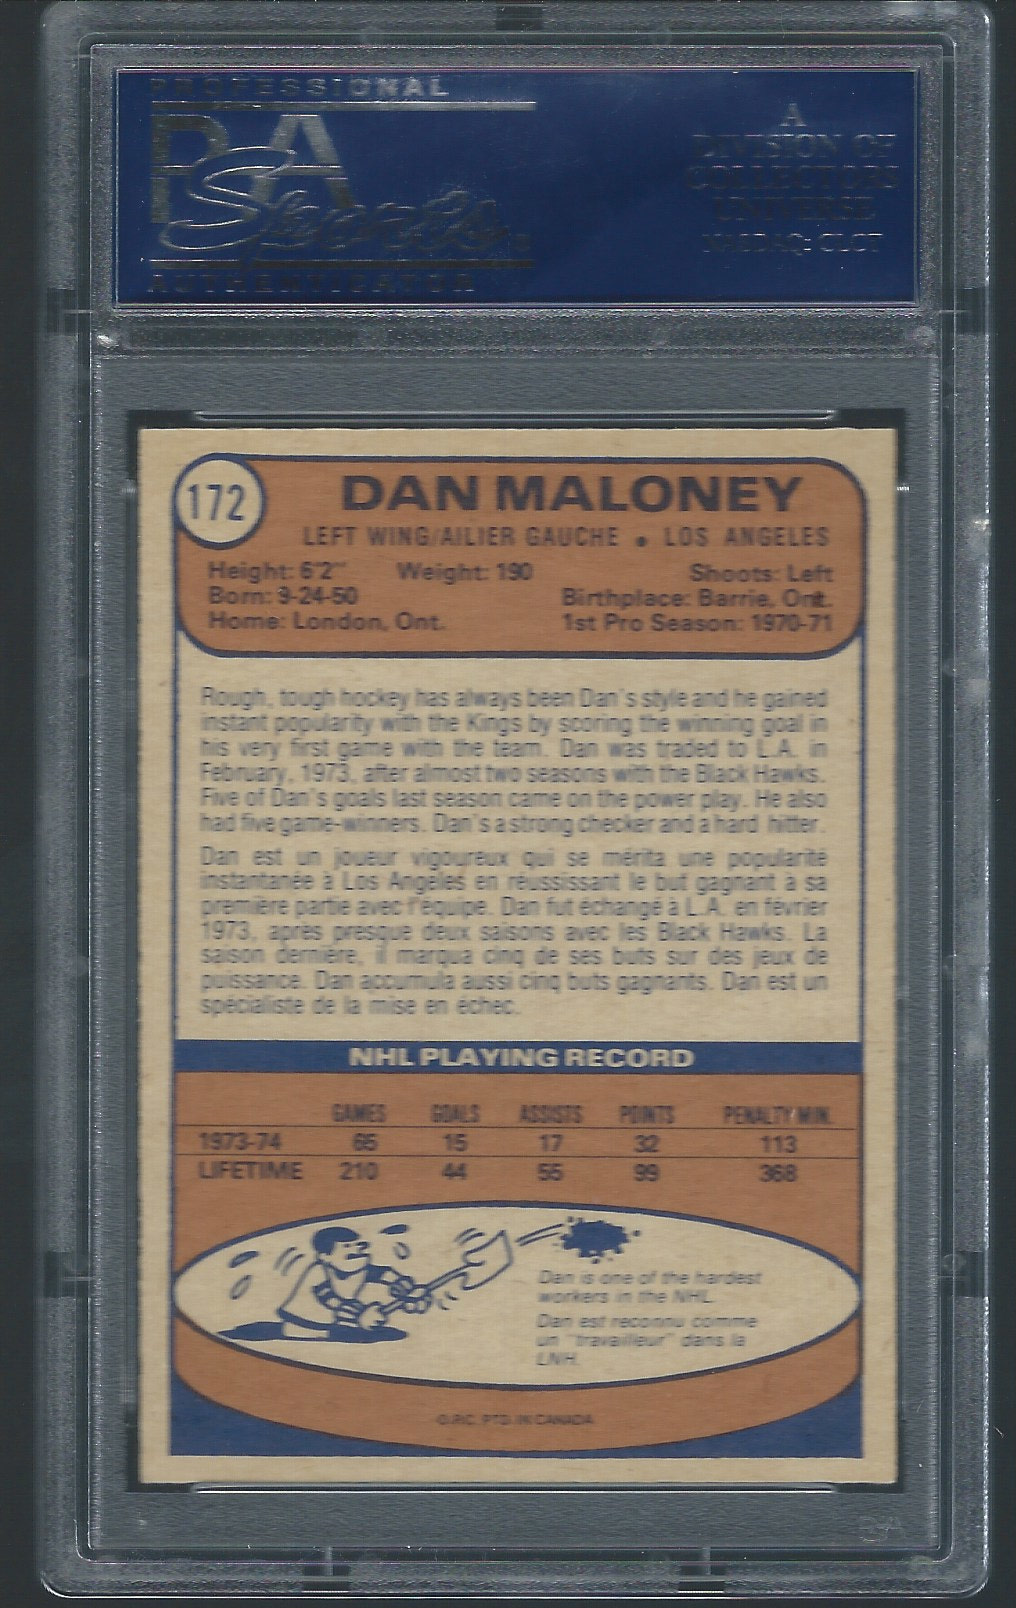 PROFESSIONAL
PSA
Sports
AUTHENTICATOR
A
DIVISION OF
COLLECTORS
UNIVERSE
NASDAQ: CLCT
172
DAN MALONEY
LEFT WING/AILIER GAUCHE • LOS ANGELES
Height: 6'2" Weight: 190 Shoots: Left
Born: 9-24-50 Birthplace: Barrie, Ont.
Home: London, Ont. 1st Pro Season: 1970-71
Rough, tough hockey has always been Dan's style and he gained
instant popularity with the Kings by scoring the winning goal in
his very first game with the team. Dan was traded to L.A. in
February, 1973, after almost two seasons with the Black Hawks.
Five of Dan's goals last season came on the power play. He also
had five game-winners. Dan's a strong checker and a hard hitter.
Dan est un joueur vigoureux qui se mérita une popularité
instantanée à Los Angeles en réussissant le but gagnant à sa
première partie avec l'équipe. Dan fut échangé à L.A. en février
1973, après presque deux saisons avec les Black Hawks. La
saison dernière, il marqua cinq de ses buts sur des jeux de
puissance. Dan accumula aussi cinq buts gagnants. Dan est un
spécialiste de la mise en échec.
NHL PLAYING RECORD
GAMES GOALS ASSISTS POINTS PENALTY MIN.
1973-74 65 15 17 32 113
LIFETIME 210 44 55 99 368
Dan is one of the hardest
workers in the NHL.
Dan est reconnu comme
un "travailleur" dans la
LNH.
O.P.C. PTD. IN CANADA
PSA